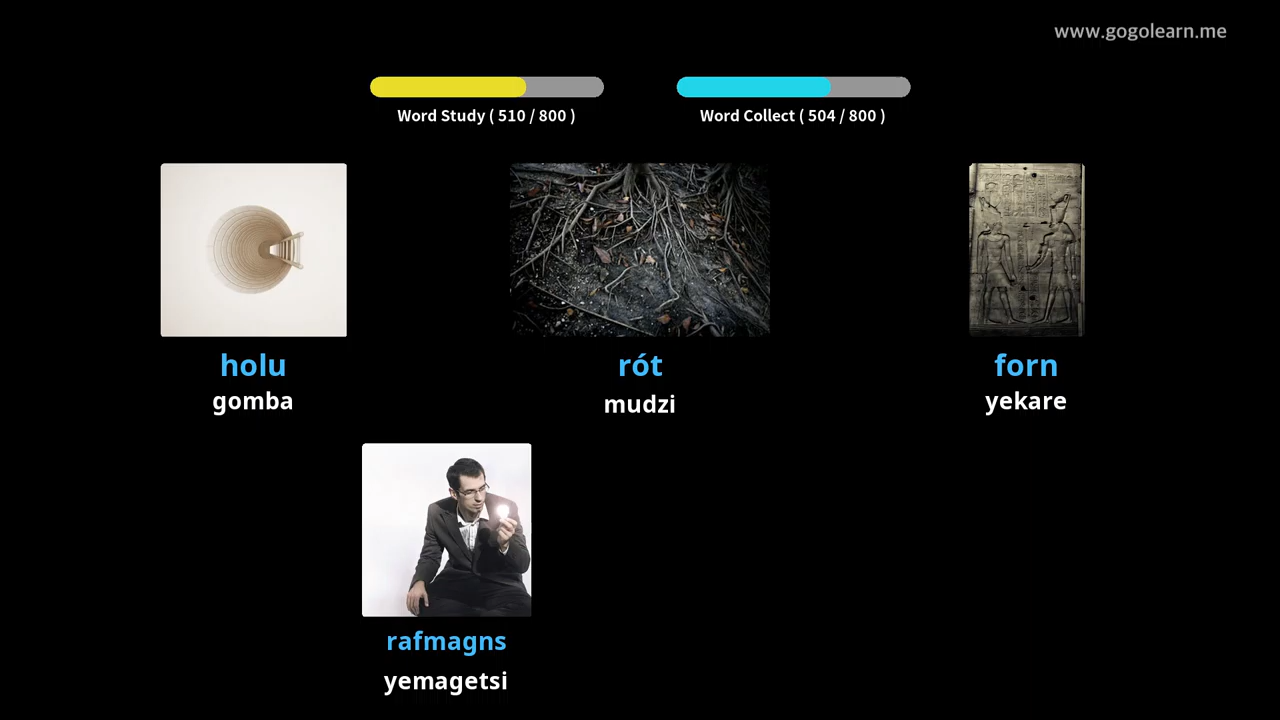 www.gogolearn.me
Word Study ( 510 / 800 )
Word Collect ( 504 / 800 )
holu
gomba
rót
mudzi
forn
yekare
rafmagns
yemagetsi